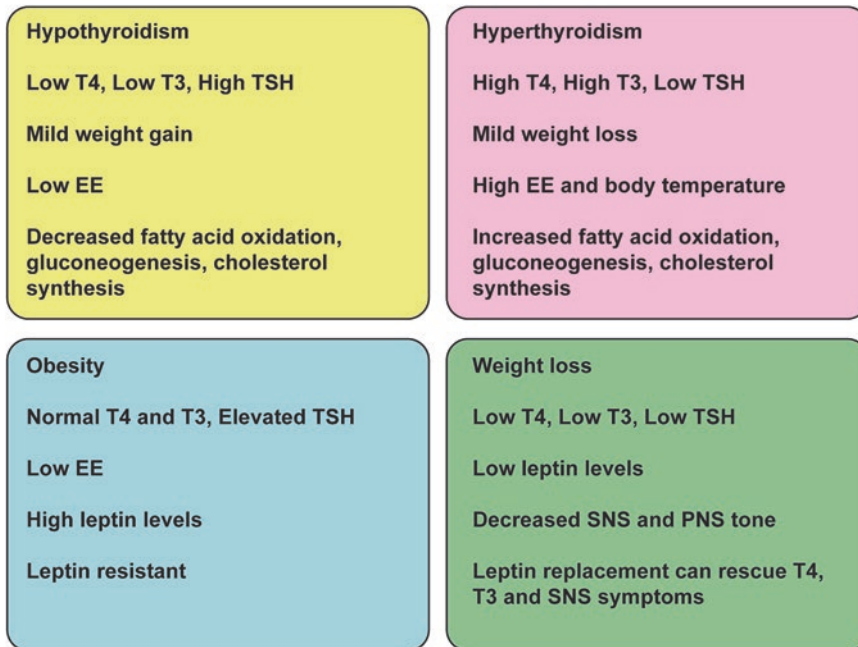 Hypothyroidism
Low T4, Low T3, High TSH
Mild weight gain
Low EE
Decreased fatty acid oxidation,
gluconeogenesis, cholesterol
synthesis
Hyperthyroidism
High T4, High T3, Low TSH
Mild weight loss
High EE and body temperature
Increased fatty acid oxidation,
gluconeogenesis, cholesterol
synthesis
Obesity
Normal T4 and T3, Elevated TSH
Low EE
High leptin levels
Leptin resistant
Weight loss
Low T4, Low T3, Low TSH
Low leptin levels
Decreased SNS and PNS tone
Leptin replacement can rescue T4,
T3 and SNS symptoms